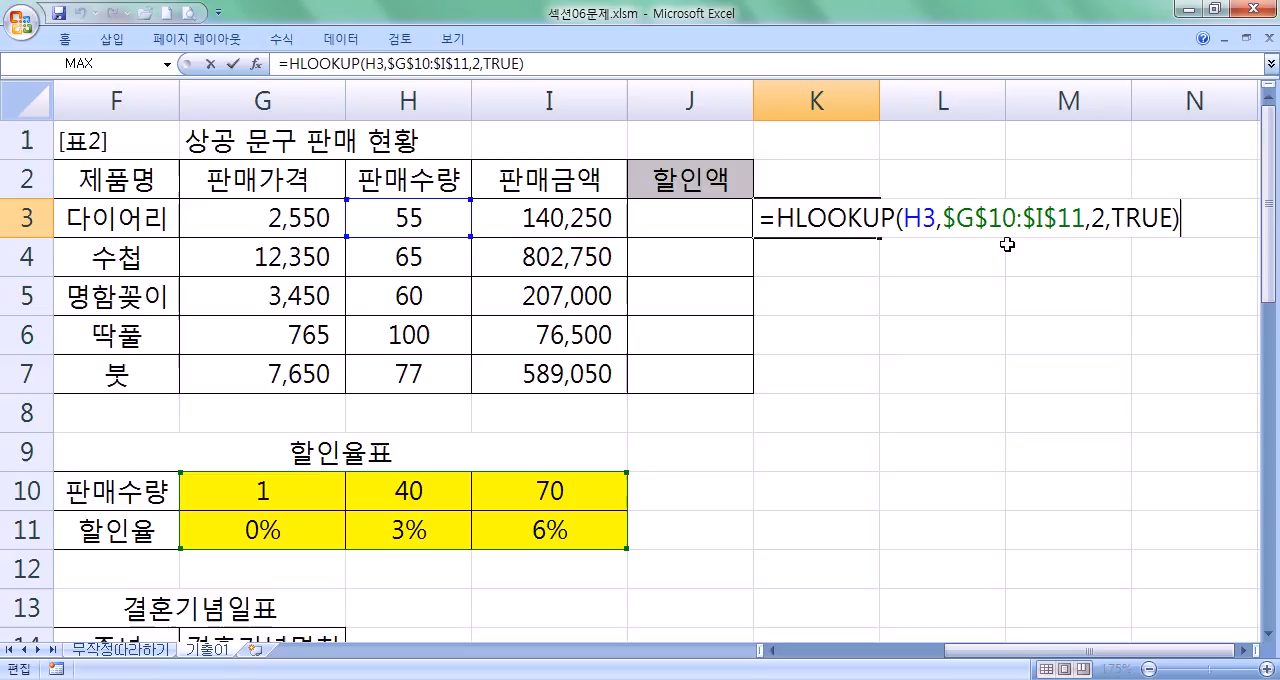 섹션06문제.xlsm - Microsoft Excel
홈 삽입 페이지 레이아웃 수식 데이터 검토 보기
MAX fx =HLOOKUP(H3,$G$10:$I$11,2,TRUE)
F G H I J K L M N
1 [표2] 상공 문구 판매 현황
2 제품명 판매가격 판매수량 판매금액 할인액
3 다이어리 2,550 55 140,250 =HLOOKUP(H3,$G$10:$I$11,2,TRUE)
4 수첩 12,350 65 802,750
5 명함꽂이 3,450 60 207,000
6 딱풀 765 100 76,500
7 붓 7,650 77 589,050
8
9 할인율표
10 판매수량 1 40 70
11 할인율 0% 3% 6%
12
13 결혼기념일표
무작정따라하기 기출01
편집 175%